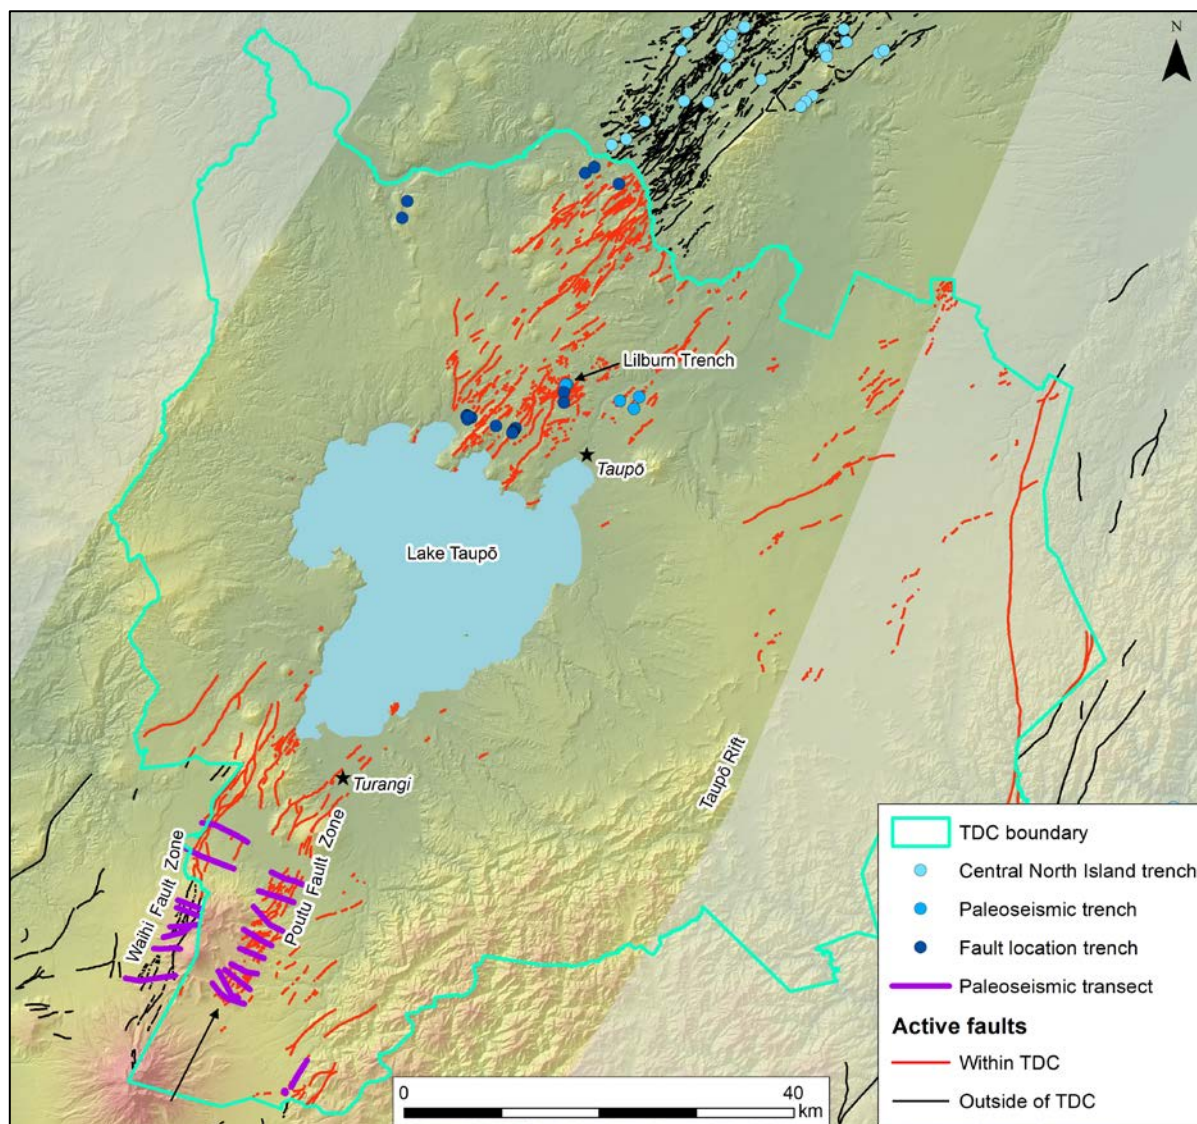 N
Lilburn Trench
Taupō
Lake Taupō
Taupō Rift
Turangi
Waihi Fault Zone
Poutu Fault Zone
TDC boundary
Central North Island trench
Paleoseismic trench
Fault location trench
Paleoseismic transect
Active faults
Within TDC
Outside of TDC
0 40
km